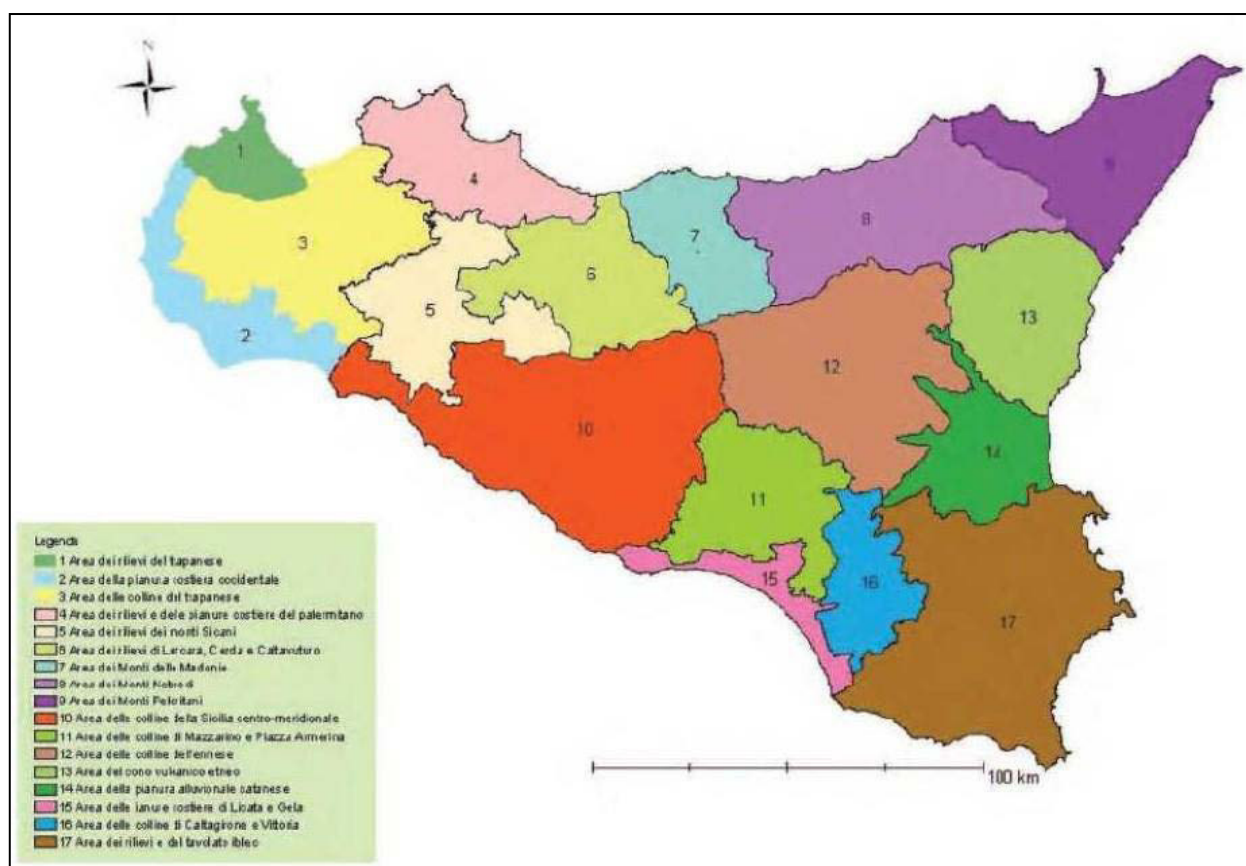 N
1
2
3
4
5
6
7
8
9
10
11
12
13
14
15
16
17
100 km
Legenda
1 Area dei rilievi del trapanese
2 Area della pianura costiera occidentale
3 Area delle colline del trapanese
4 Area dei rilievi e delle pianure costiere del palermitano
5 Area dei rilievi dei monti Sicani
6 Area dei rilievi di Lercara, Cerda e Caltavuturo
7 Area dei Monti delle Madonie
8 Area dei Monti Nebrodi
9 Area dei Monti Peloritani
10 Area delle colline della Sicilia centro-meridionale
11 Area delle colline di Mazzarino e Piazza Armerina
12 Area delle colline dell'ennese
13 Area del cono vulcanico etneo
14 Area della pianura alluvionale catanese
15 Area delle ianure costiere di Licata e Gela
16 Area delle colline di Caltagirone e Vittoria
17 Area dei rilievi e del tavolato ibleo